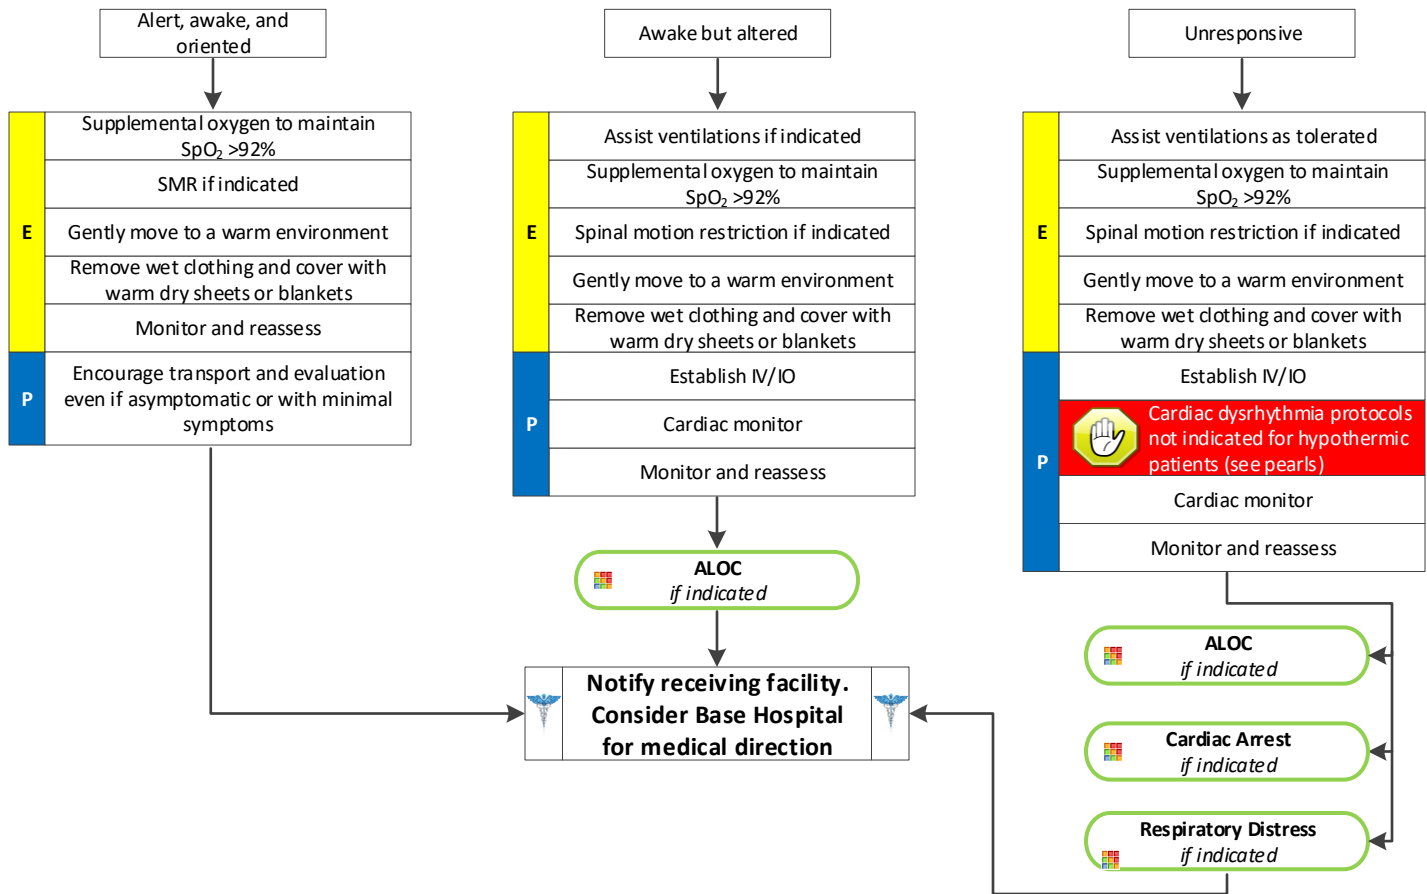 Alert, awake, and
oriented
E
Supplemental oxygen to maintain
SpO₂ >92%
SMR if indicated
Gently move to a warm environment
Remove wet clothing and cover with
warm dry sheets or blankets
Monitor and reassess
P
Encourage transport and evaluation
even if asymptomatic or with minimal
symptoms
Awake but altered
E
Assist ventilations if indicated
Supplemental oxygen to maintain
SpO₂ >92%
Spinal motion restriction if indicated
Gently move to a warm environment
Remove wet clothing and cover with
warm dry sheets or blankets
P
Establish IV/IO
Cardiac monitor
Monitor and reassess
ALOC
if indicated
Notify receiving facility.
Consider Base Hospital
for medical direction
Unresponsive
E
Assist ventilations as tolerated
Supplemental oxygen to maintain
SpO₂ >92%
Spinal motion restriction if indicated
Gently move to a warm environment
Remove wet clothing and cover with
warm dry sheets or blankets
P
Establish IV/IO
Cardiac dysrhythmia protocols
not indicated for hypothermic
patients (see pearls)
Cardiac monitor
Monitor and reassess
ALOC
if indicated
Cardiac Arrest
if indicated
Respiratory Distress
if indicated